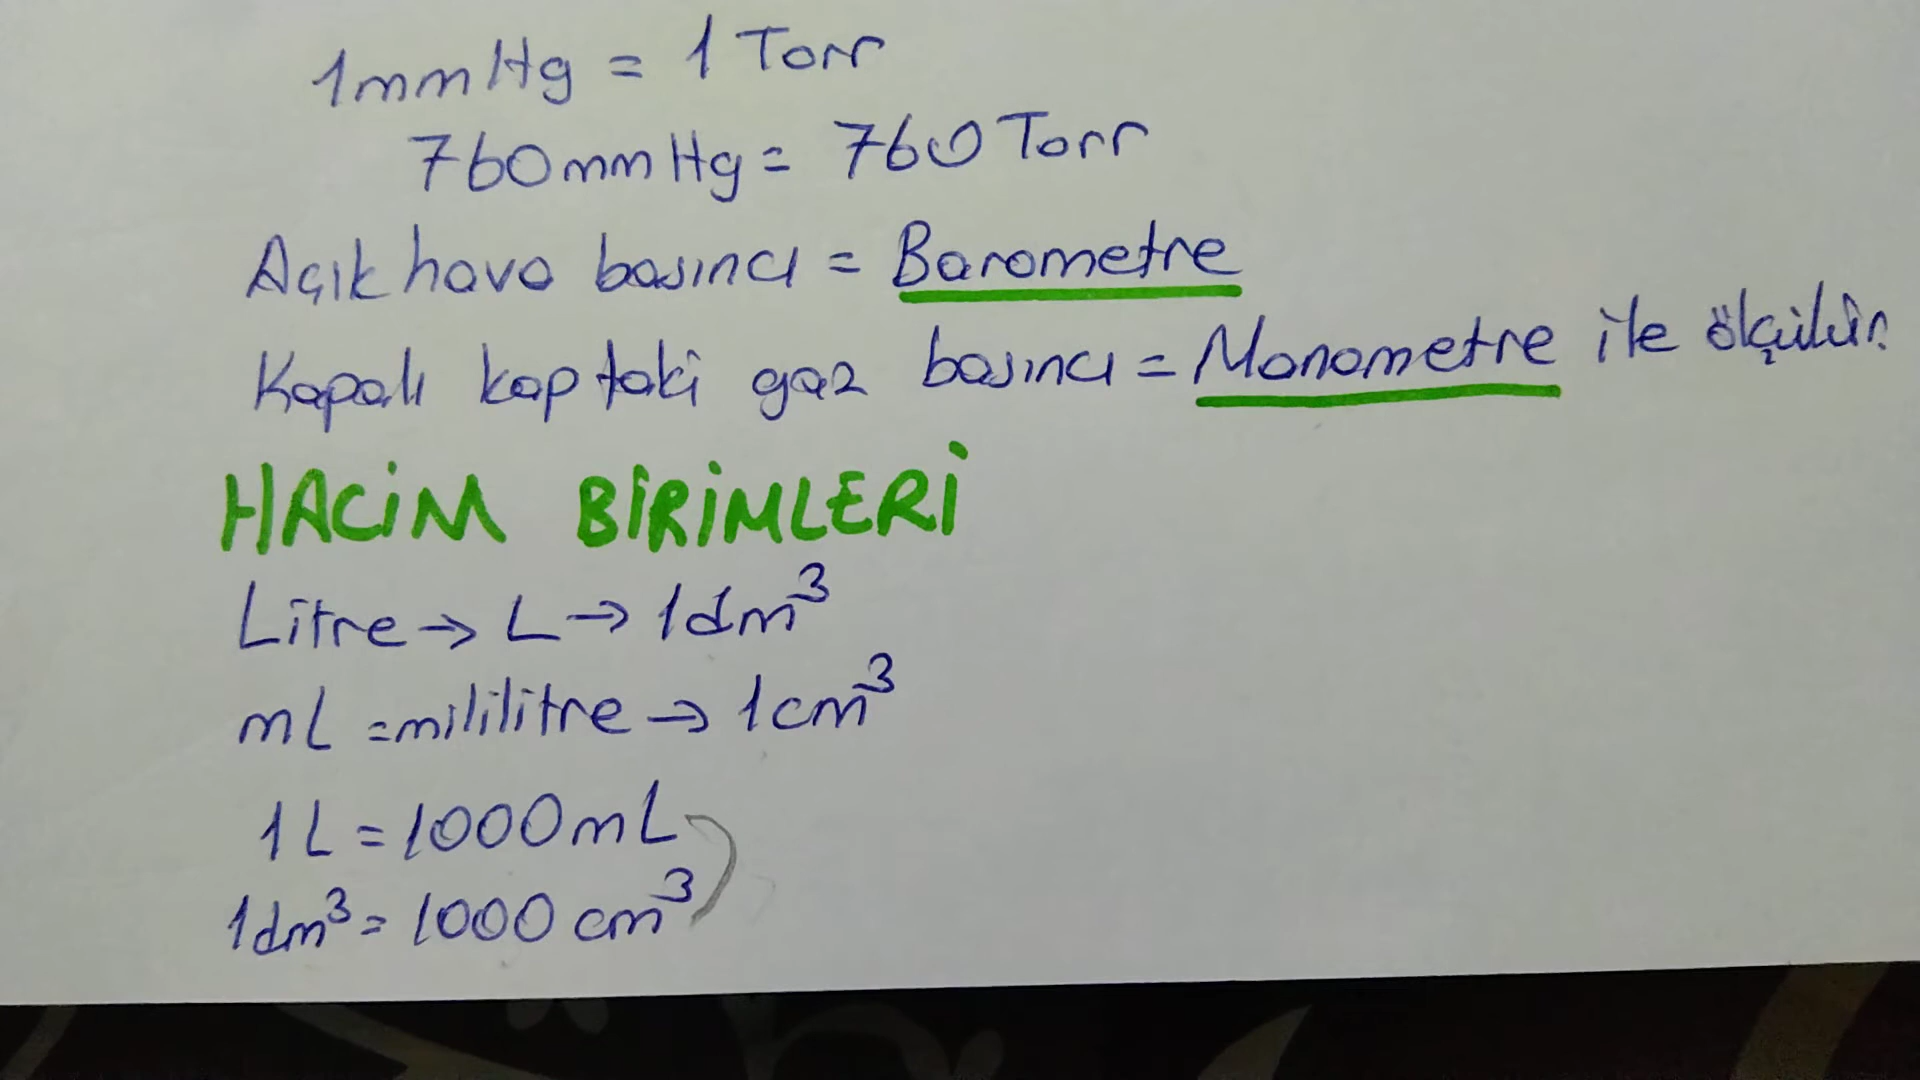 1mmHg = 1 Torr
760mmHg = 760 Torr
Açık hava basıncı = Barometre
Kapalı kaptaki gaz basıncı = Manometre ile ölçülür.
HACİM BİRİMLERİ
Litre → L → 1dm³
mL = mililitre → 1cm³
1L = 1000mL
1dm³ = 1000 cm³